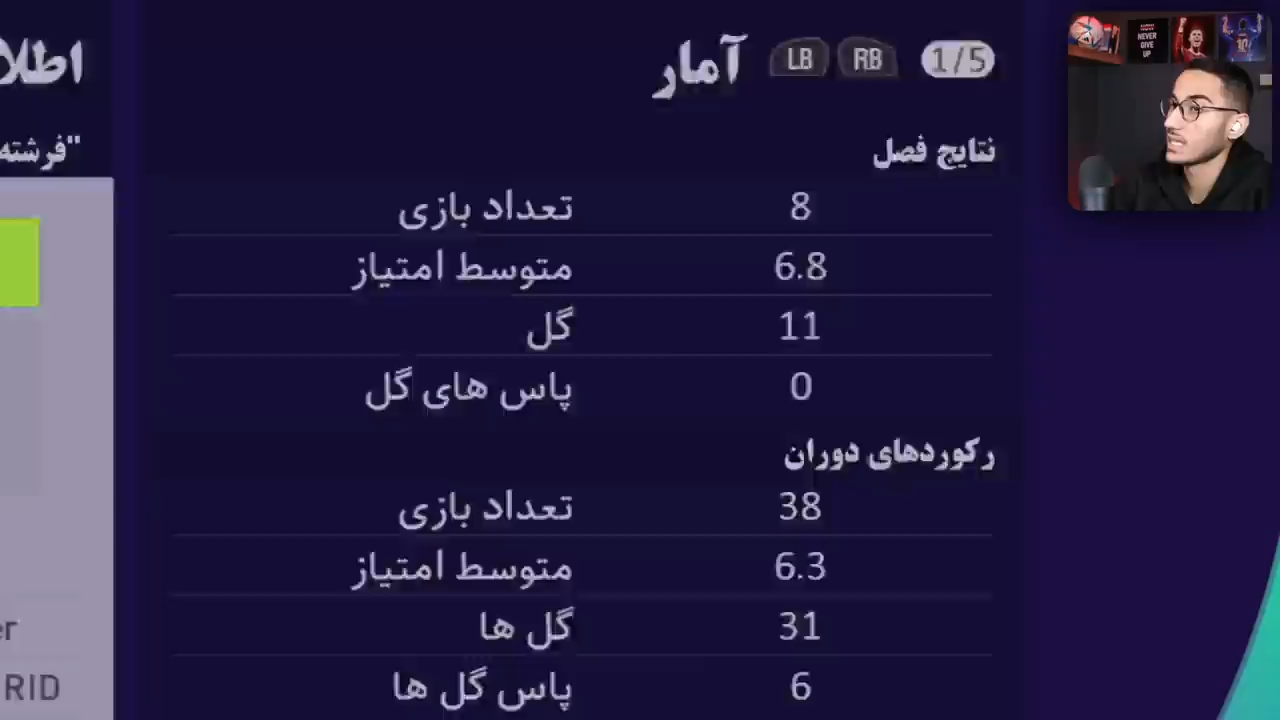 آمار LB RB 1/5
نتایج فصل
تعداد بازی 8
متوسط امتیاز 6.8
گل 11
پاس های گل 0
رکوردهای دوران
تعداد بازی 38
متوسط امتیاز 6.3
گل ها 31
پاس گل ها 6
"فرشته
RID
NOW
NEVER
GIVE
UP
10